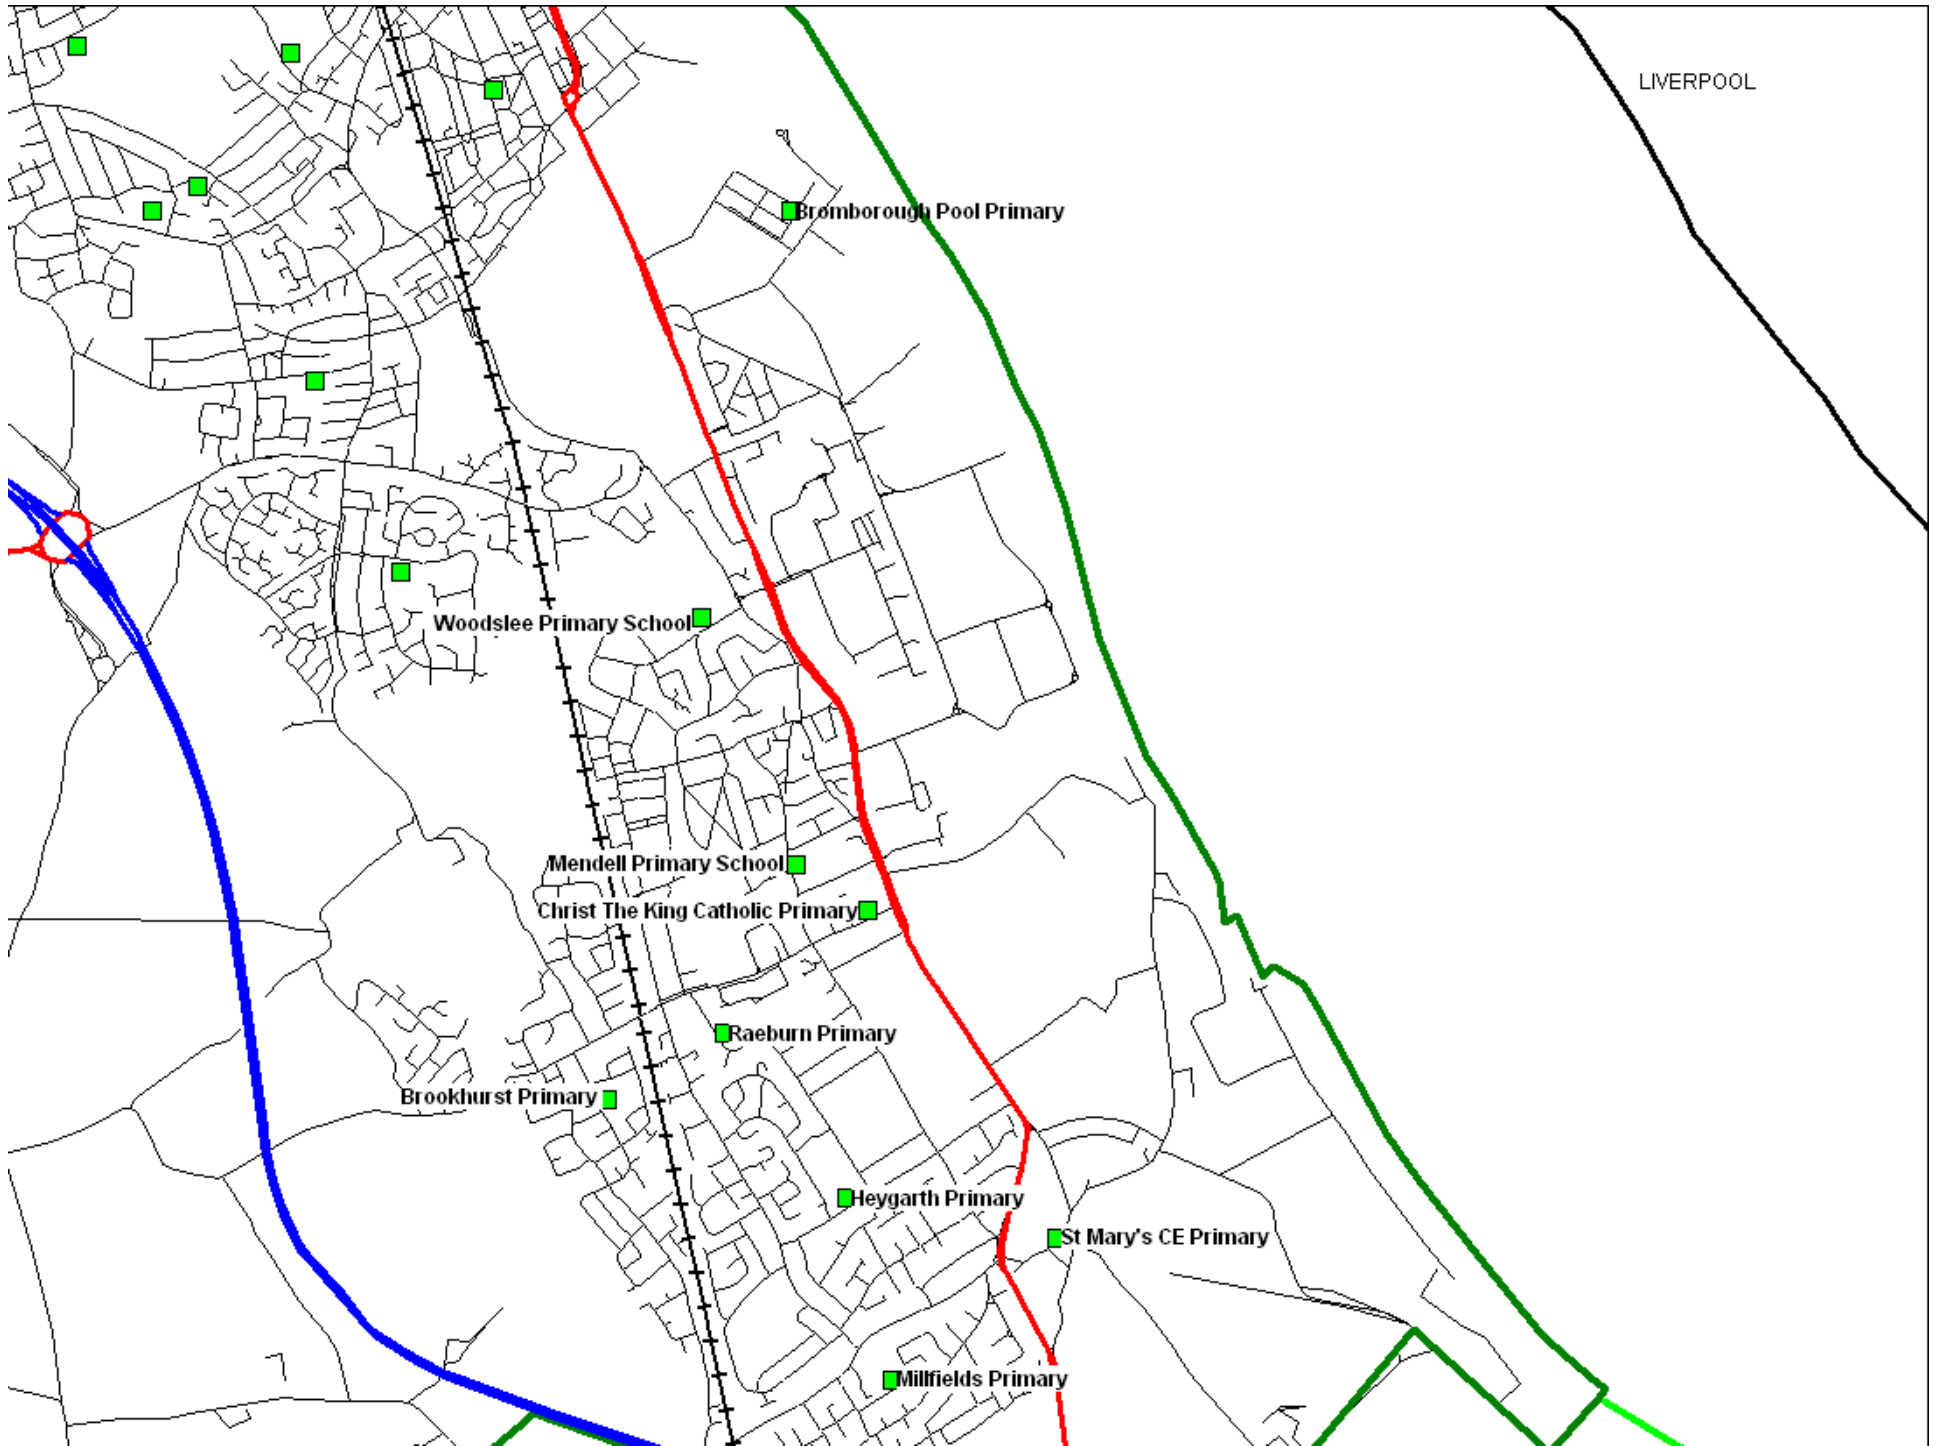 LIVERPOOL
Bromborough Pool Primary
Woodslee Primary School
Mendell Primary School
Christ The King Catholic Primary
Raeburn Primary
Brookhurst Primary
Heygarth Primary
St Mary's CE Primary
Millfields Primary